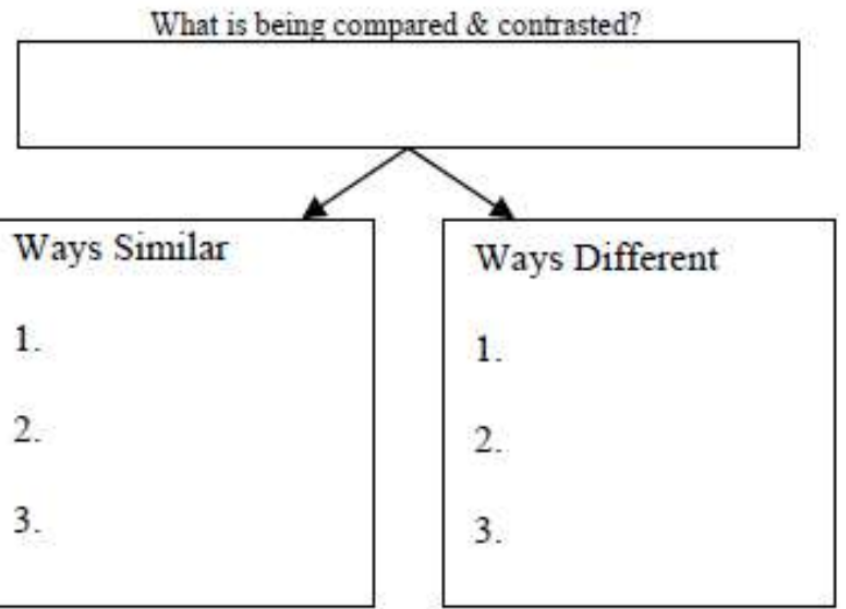 What is being compared & contrasted?
Ways Similar
1.
2.
3.
Ways Different
1.
2.
3.